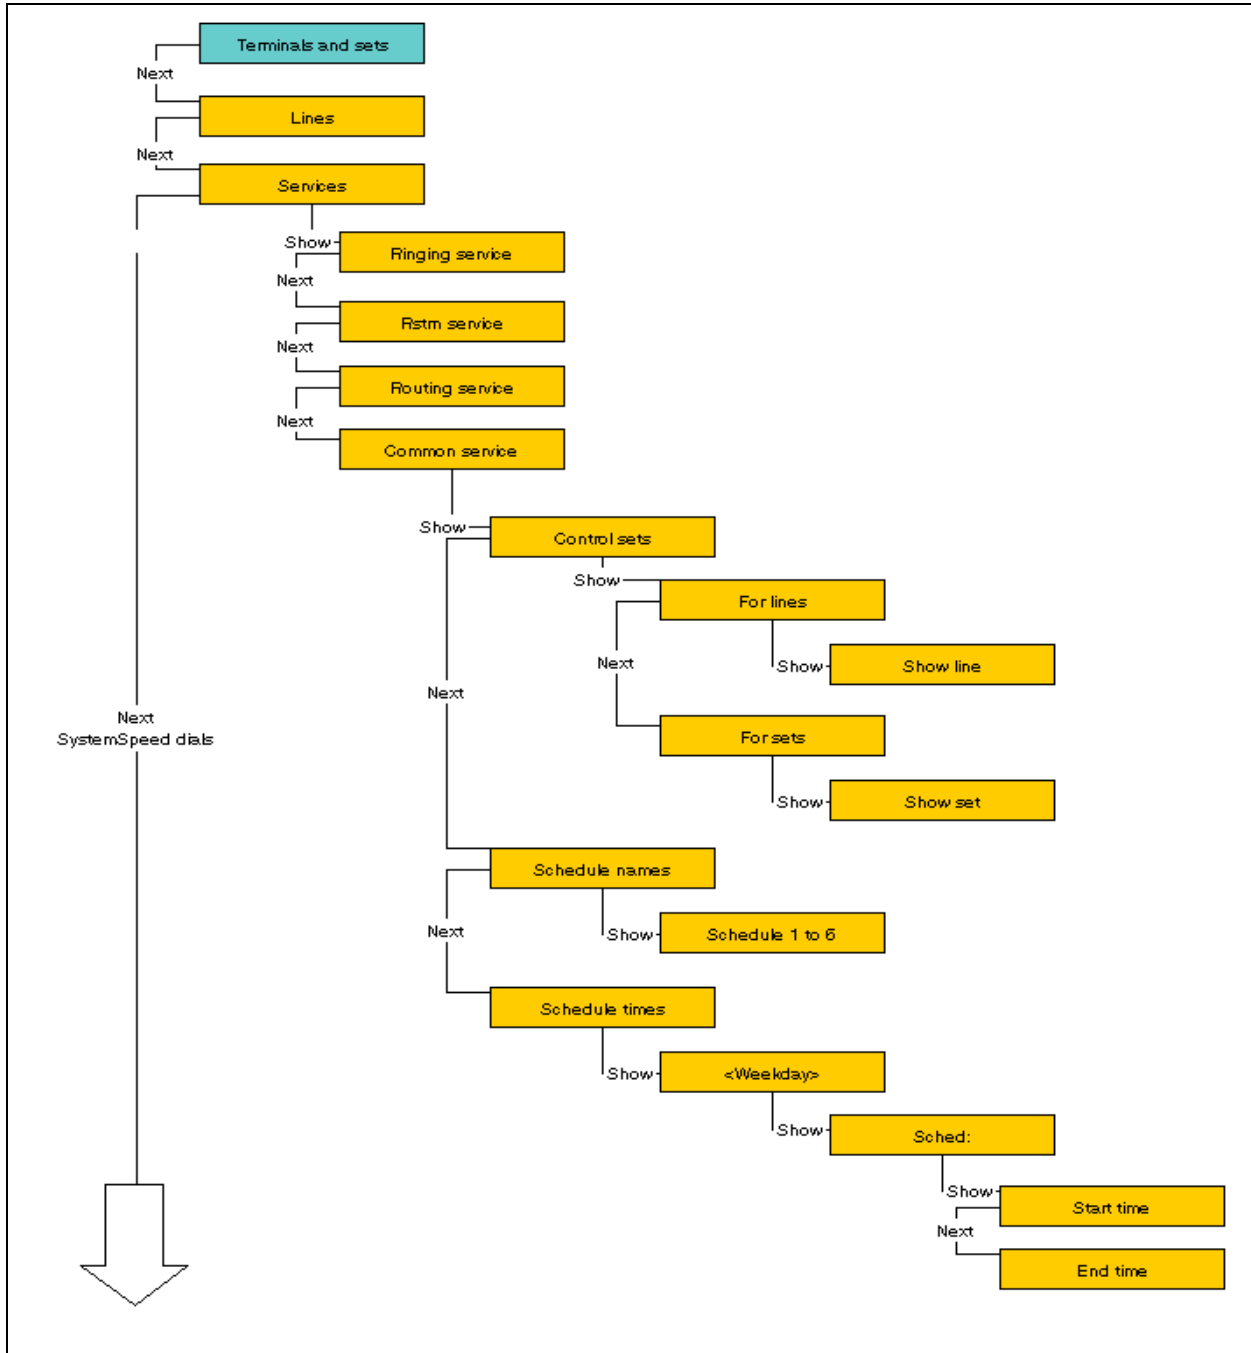 Terminals and sets
Next
Lines
Next
Services
Show
Ringing service
Next
Rstrn service
Next
Routing service
Next
Common service
Show
Control sets
Show
For lines
Show
Show line
Next
Next
Next
SystemSpeed dials
For sets
Show
Show set
Schedule names
Next
Show
Schedule 1 to 6
Schedule times
Show
<Weekday>
Show
Sched:
Show
Start time
Next
End time